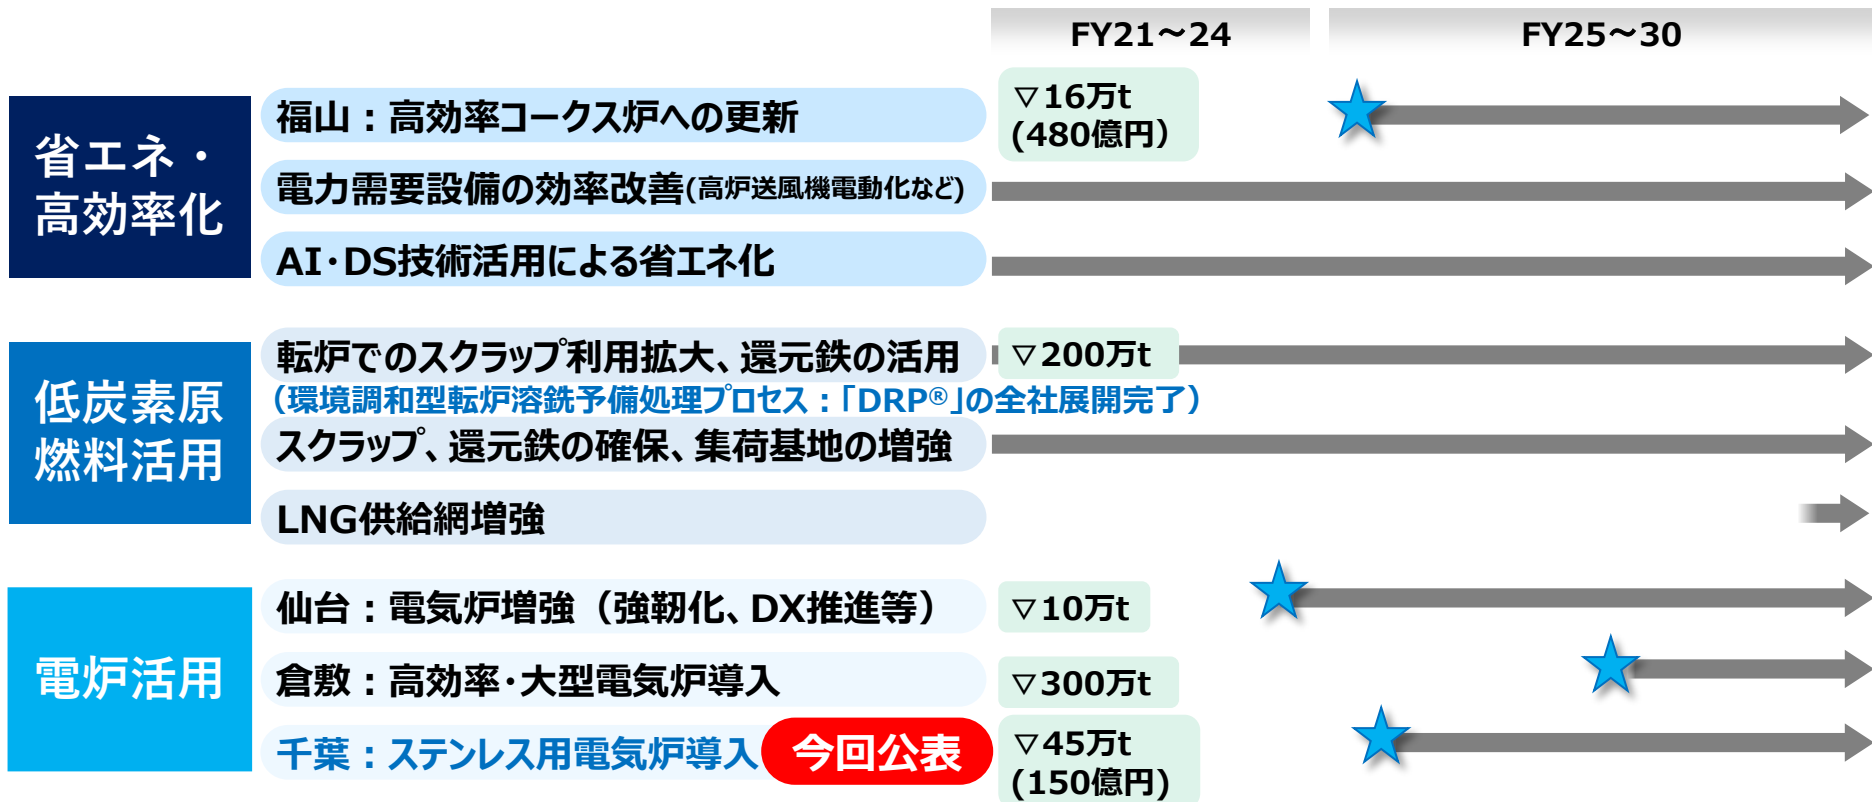 FY21～24
FY25～30
省エネ・
高効率化
福山：高効率コークス炉への更新
▽16万t
(480億円）
電力需要設備の効率改善(高炉送風機電動化など)
AI･DS技術活用による省エネ化
低炭素原
燃料活用
転炉でのスクラップ利用拡大、還元鉄の活用
▽200万t
（環境調和型転炉溶銑予備処理プロセス：「DRP®」の全社展開完了）
スクラップ、還元鉄の確保、集荷基地の増強
LNG供給網増強
電炉活用
仙台：電気炉増強（強靭化、DX推進等）
▽10万t
倉敷：高効率･大型電気炉導入
▽300万t
千葉：ステンレス用電気炉導入
今回公表
▽45万t
(150億円)